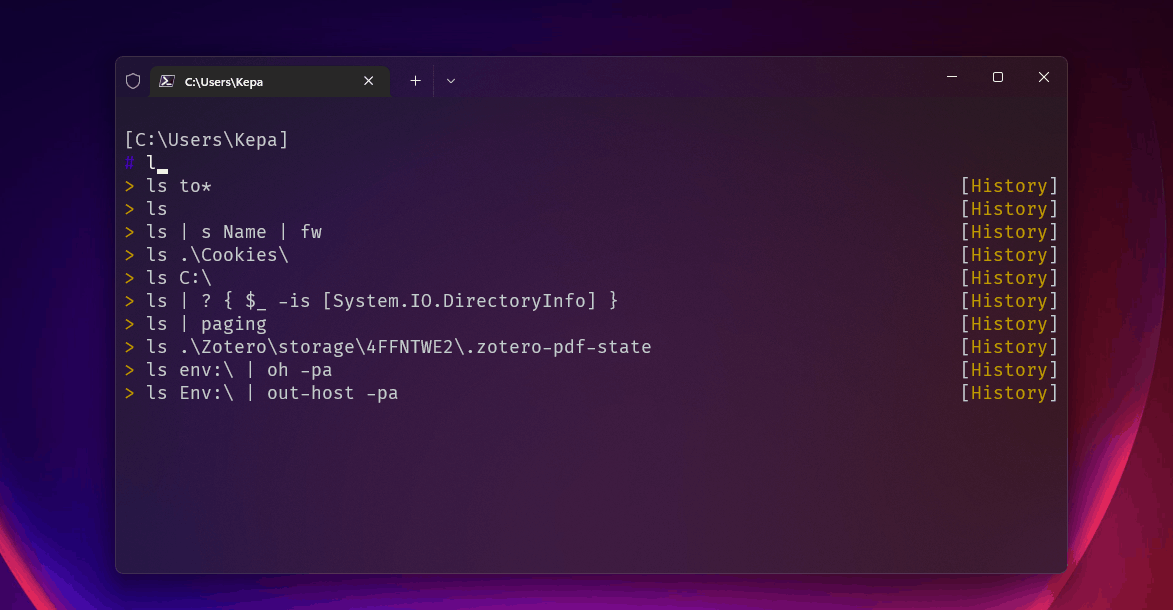 C:\Users\Kepa
[C:\Users\Kepa]
# l_
> ls to* [History]
> ls [History]
> ls | s Name | fw [History]
> ls .\Cookies\ [History]
> ls C:\ [History]
> ls | ? { $_ -is [System.IO.DirectoryInfo] } [History]
> ls | paging [History]
> ls .\Zotero\storage\4FFNTWE2\.zotero-pdf-state [History]
> ls env:\ | oh -pa [History]
> ls Env:\ | out-host -pa [History]